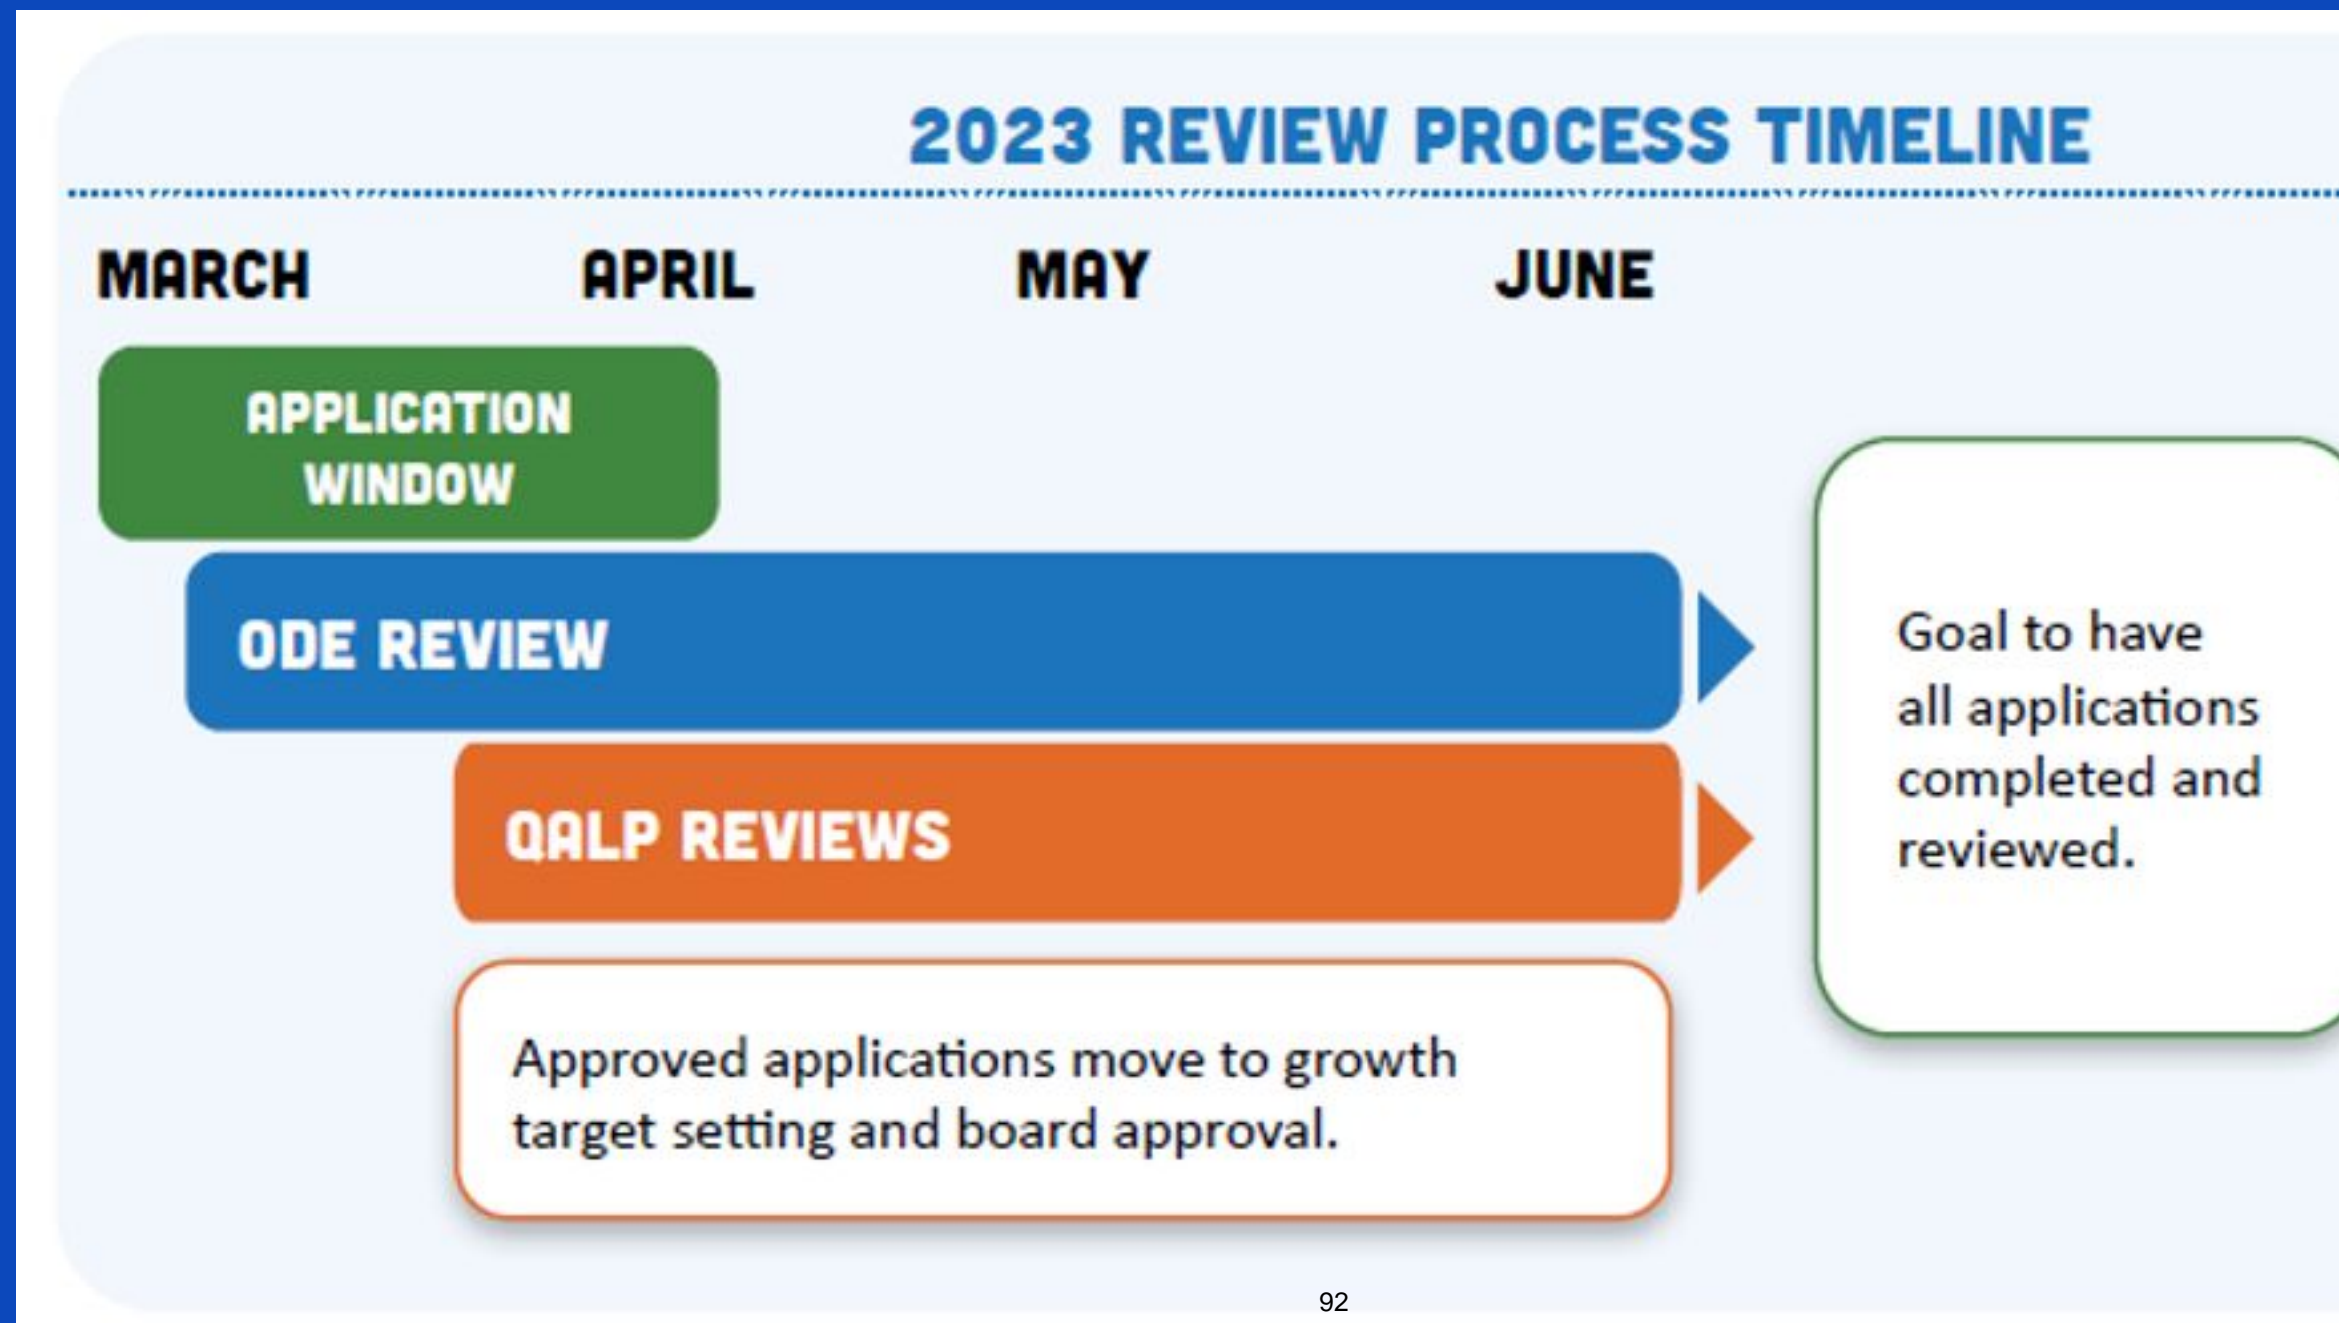 2023 REVIEW PROCESS TIMELINE
MARCH APRIL MAY JUNE
APPLICATION
WINDOW
ODE REVIEW
QALP REVIEWS
Goal to have
all applications
completed and
reviewed.
Approved applications move to growth
target setting and board approval.
92